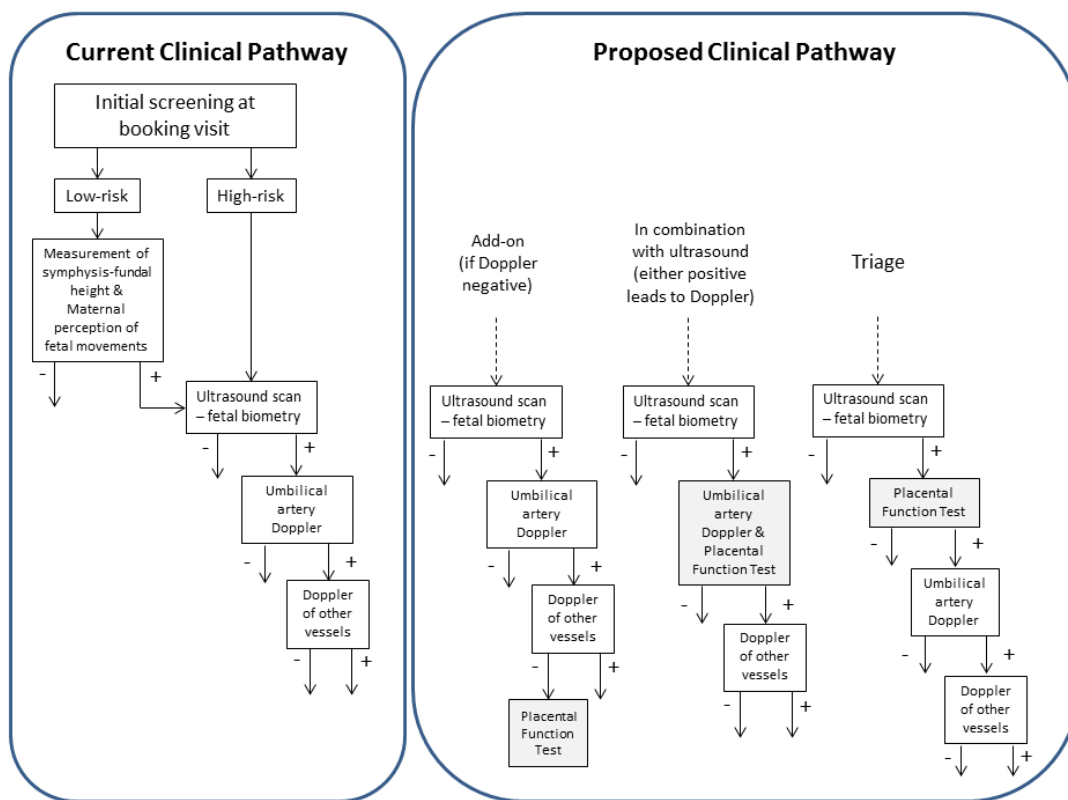 Current Clinical Pathway
Initial screening at
booking visit
Low-risk
High-risk
Measurement of
symphysis-fundal
height &
Maternal
perception of
fetal movements
-
+
Ultrasound scan
– fetal biometry
-
+
Umbilical
artery
Doppler
-
+
Doppler
of other
vessels
-
+
Proposed Clinical Pathway
Add-on
(if Doppler
negative)
Ultrasound scan
– fetal biometry
-
+
Umbilical
artery
Doppler
-
+
Doppler
of other
vessels
-
+
Placental
Function
Test
In combination
with ultrasound
(either positive
leads to Doppler)
Ultrasound scan
– fetal biometry
-
+
Umbilical
artery
Doppler &
Placental
Function Test
-
+
Doppler
of other
vessels
-
+
Triage
Ultrasound scan
– fetal biometry
-
+
Placental
Function Test
-
+
Umbilical
artery
Doppler
-
+
Doppler
of other
vessels
-
+